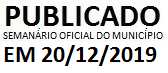 PUBLICADO
SEMANÁRIO OFICIAL DO MUNICÍPIO
EM 20/12/2019